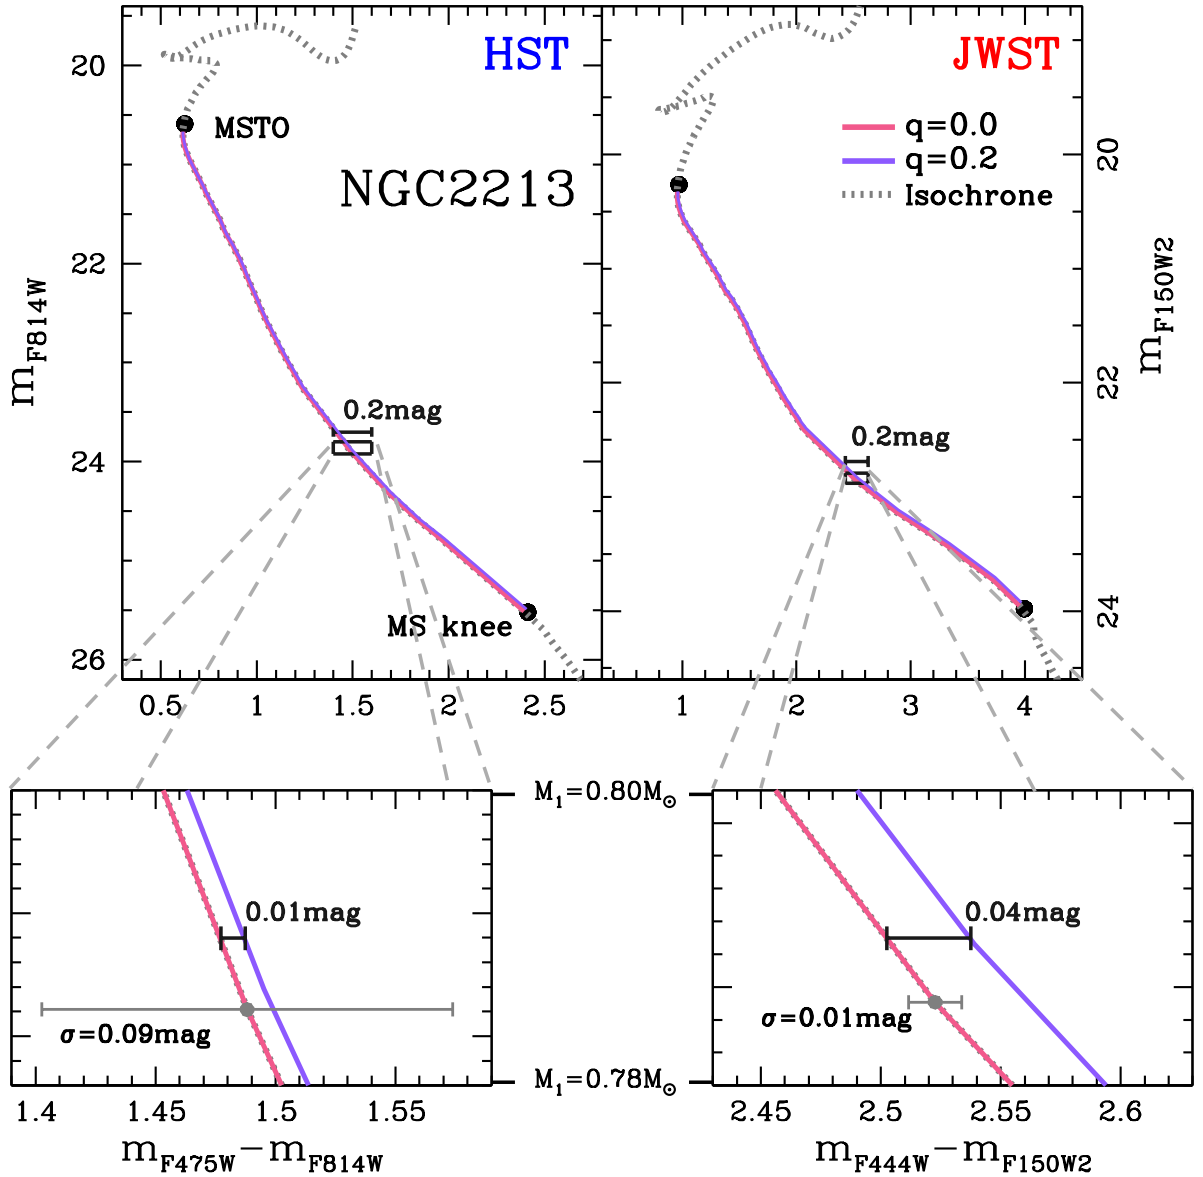 HST
JWST
MSTO
NGC2213
q=0.0
q=0.2
Isochrone
20
22
24
26
m_F814W
20
22
24
m_F150W2
0.2mag
0.2mag
MS knee
0.5 1 1.5 2 2.5
1 2 3 4
M₁=0.80M⊙
0.01mag
0.04mag
σ=0.09mag
σ=0.01mag
M₁=0.78M⊙
1.4 1.45 1.5 1.55
2.45 2.5 2.55 2.6
m_F475W−m_F814W
m_F444W−m_F150W2